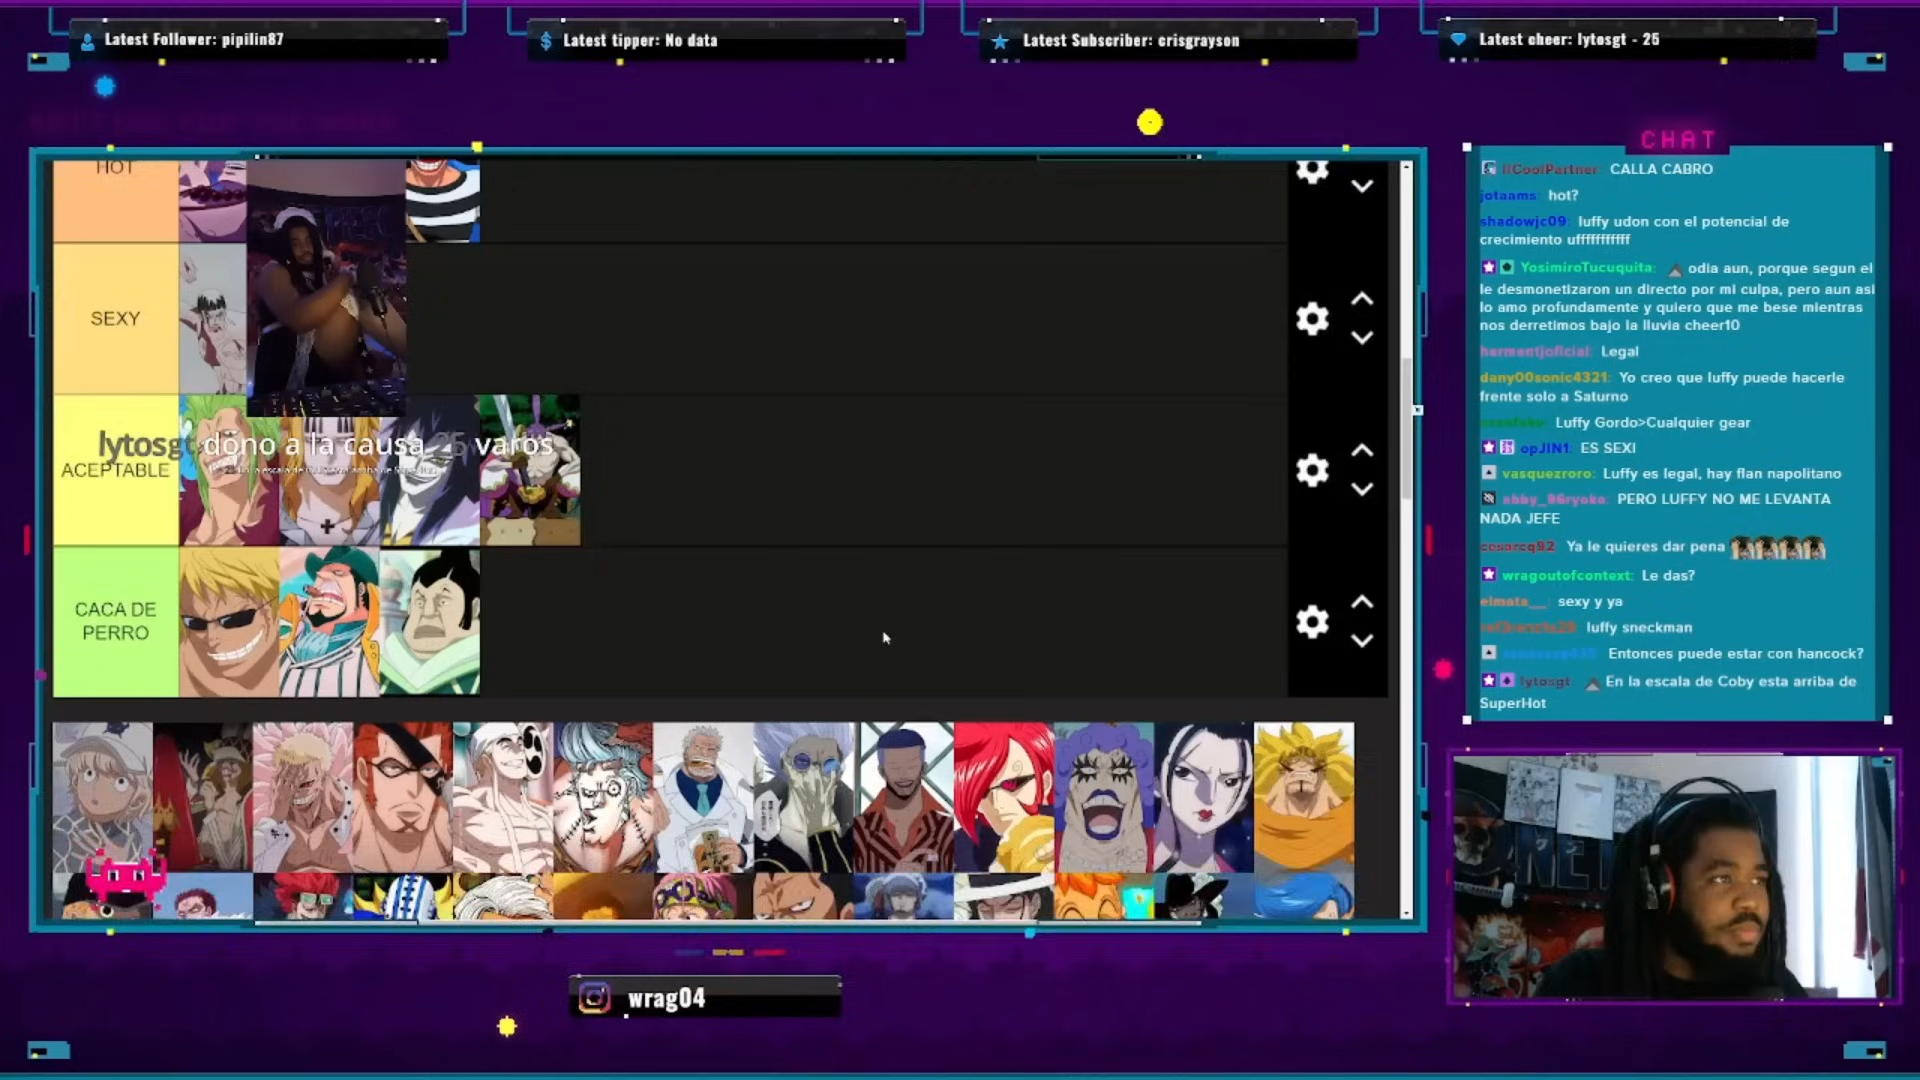 Latest Follower: pipilin87
Latest tipper: No data
Latest Subscriber: crisgrayson
Latest cheer: lytosgt - 25
CHAT
HOT
SEXY
ACEPTABLE
CACA DE
PERRO
lytosgt dono a la causa 25 varos
llCoolPartner: CALLA CABRO
jotaams: hot?
shadowjc09: luffy udon con el potencial de
crecimiento ufffffffffff
YosimiroTucuquita: odia aun, porque segun el
le desmonetizaron un directo por mi culpa, pero aun asi
lo amo profundamente y quiero que me bese mientras
nos derretimos bajo la lluvia cheer10
Legal
dany00sonic4321: Yo creo que luffy puede hacerle
frente solo a Saturno
Luffy Gordo>Cualquier gear
opJIN1: ES SEXI
vasquezroro: Luffy es legal, hay flan napolitano
abby_96ryoko: PERO LUFFY NO ME LEVANTA
NADA JEFE
Ya le quieres dar pena
wragoutofcontext: Le das?
elmata__: sexy y ya
luffy sneckman
Entonces puede estar con hancock?
lytosgt: En la escala de Coby esta arriba de
SuperHot
wrag04